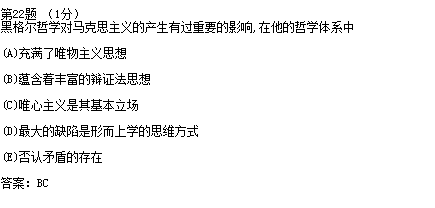 第22题 （1分）
黑格尔哲学对马克思主义的产生有过重要的影响,在他的哲学体系中
(A)充满了唯物主义思想
(B)蕴含着丰富的辩证法思想
(C)唯心主义是其基本立场
(D)最大的缺陷是形而上学的思维方式
(E)否认矛盾的存在
答案：BC